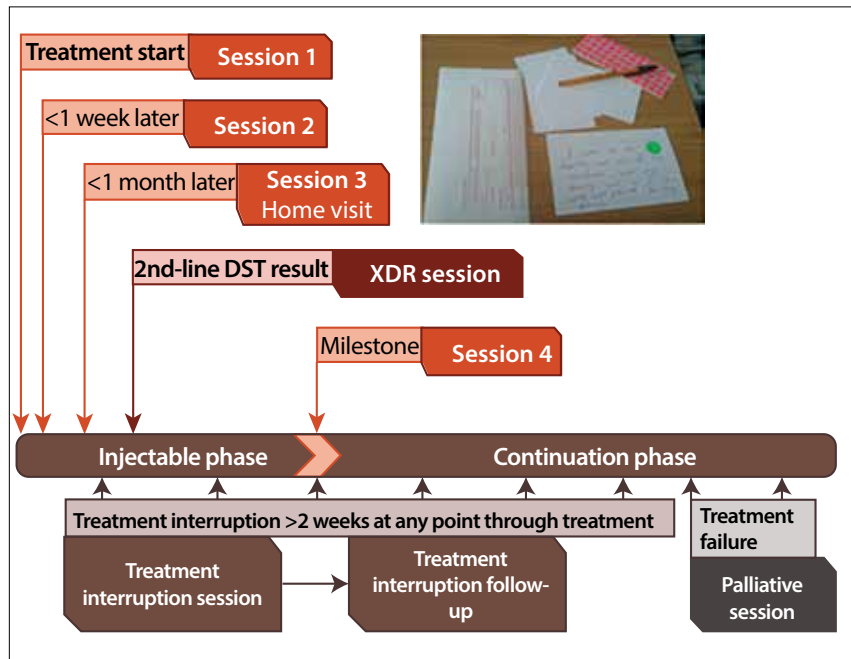 Treatment start
Session 1
<1 week later
Session 2
<1 month later
Session 3
Home visit
2nd-line DST result
XDR session
Milestone
Session 4
Injectable phase
Continuation phase
Treatment interruption >2 weeks at any point through treatment
Treatment
failure
Treatment
interruption session
Treatment
interruption follow-
up
Palliative
session